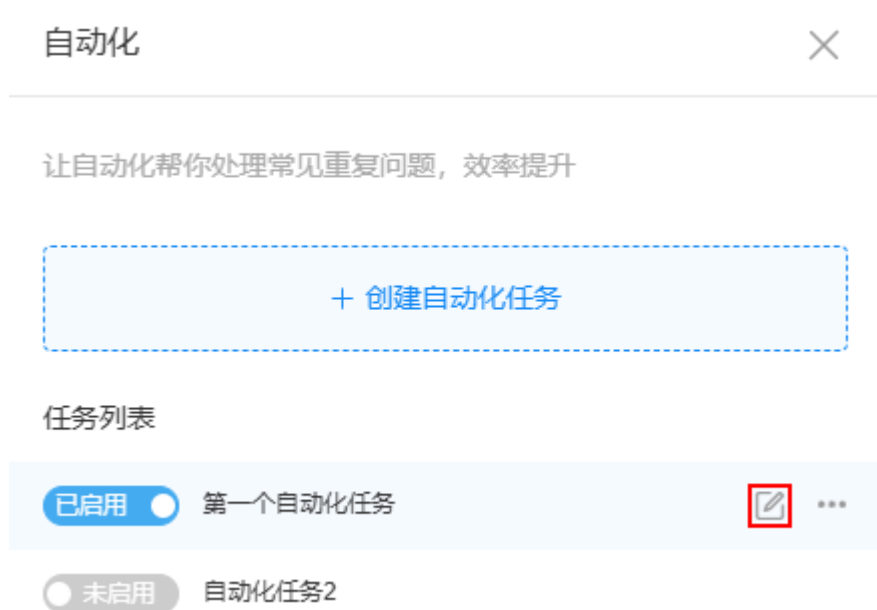 自动化
让自动化帮你处理常见重复问题，效率提升
+ 创建自动化任务
任务列表
已启用 第一个自动化任务
未启用 自动化任务2